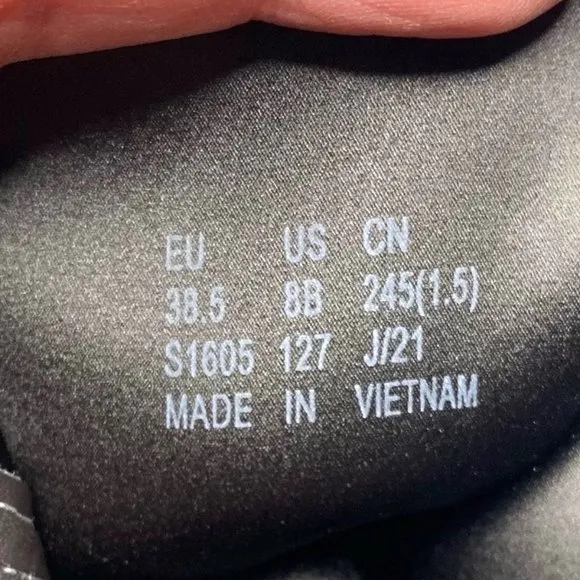 EU US CN
38.5 8B 245(1.5)
S1605 127 J/21
MADE IN VIETNAM